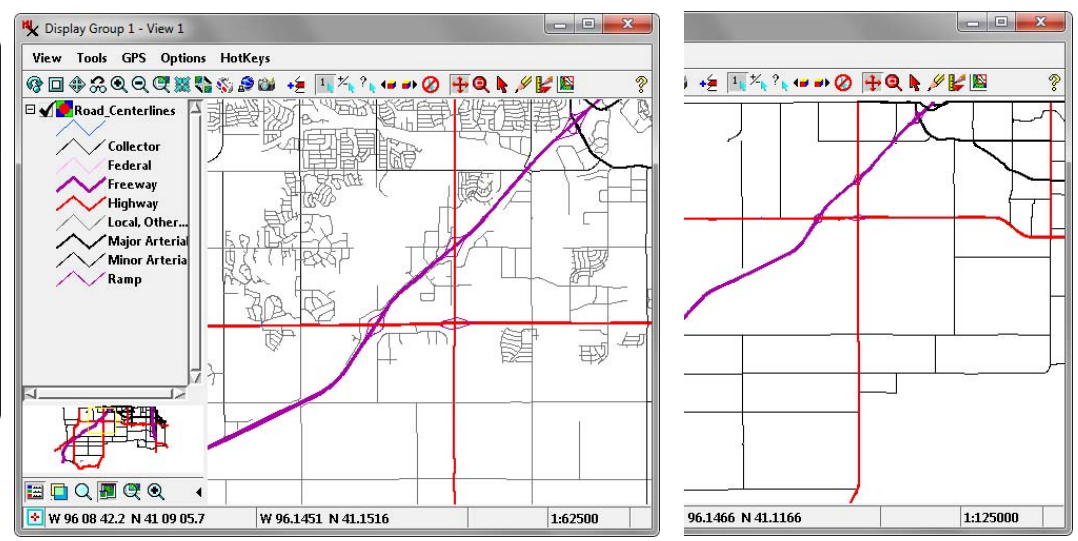 Display Group 1 - View 1
View Tools GPS Options HotKeys
Road_Centerlines
Collector
Federal
Freeway
Highway
Local, Other...
Major Arterial
Minor Arteria
Ramp
W 96 08 42.2 N 41 09 05.7
W 96.1451 N 41.1516
1:62500
96.1466 N 41.1166
1:125000